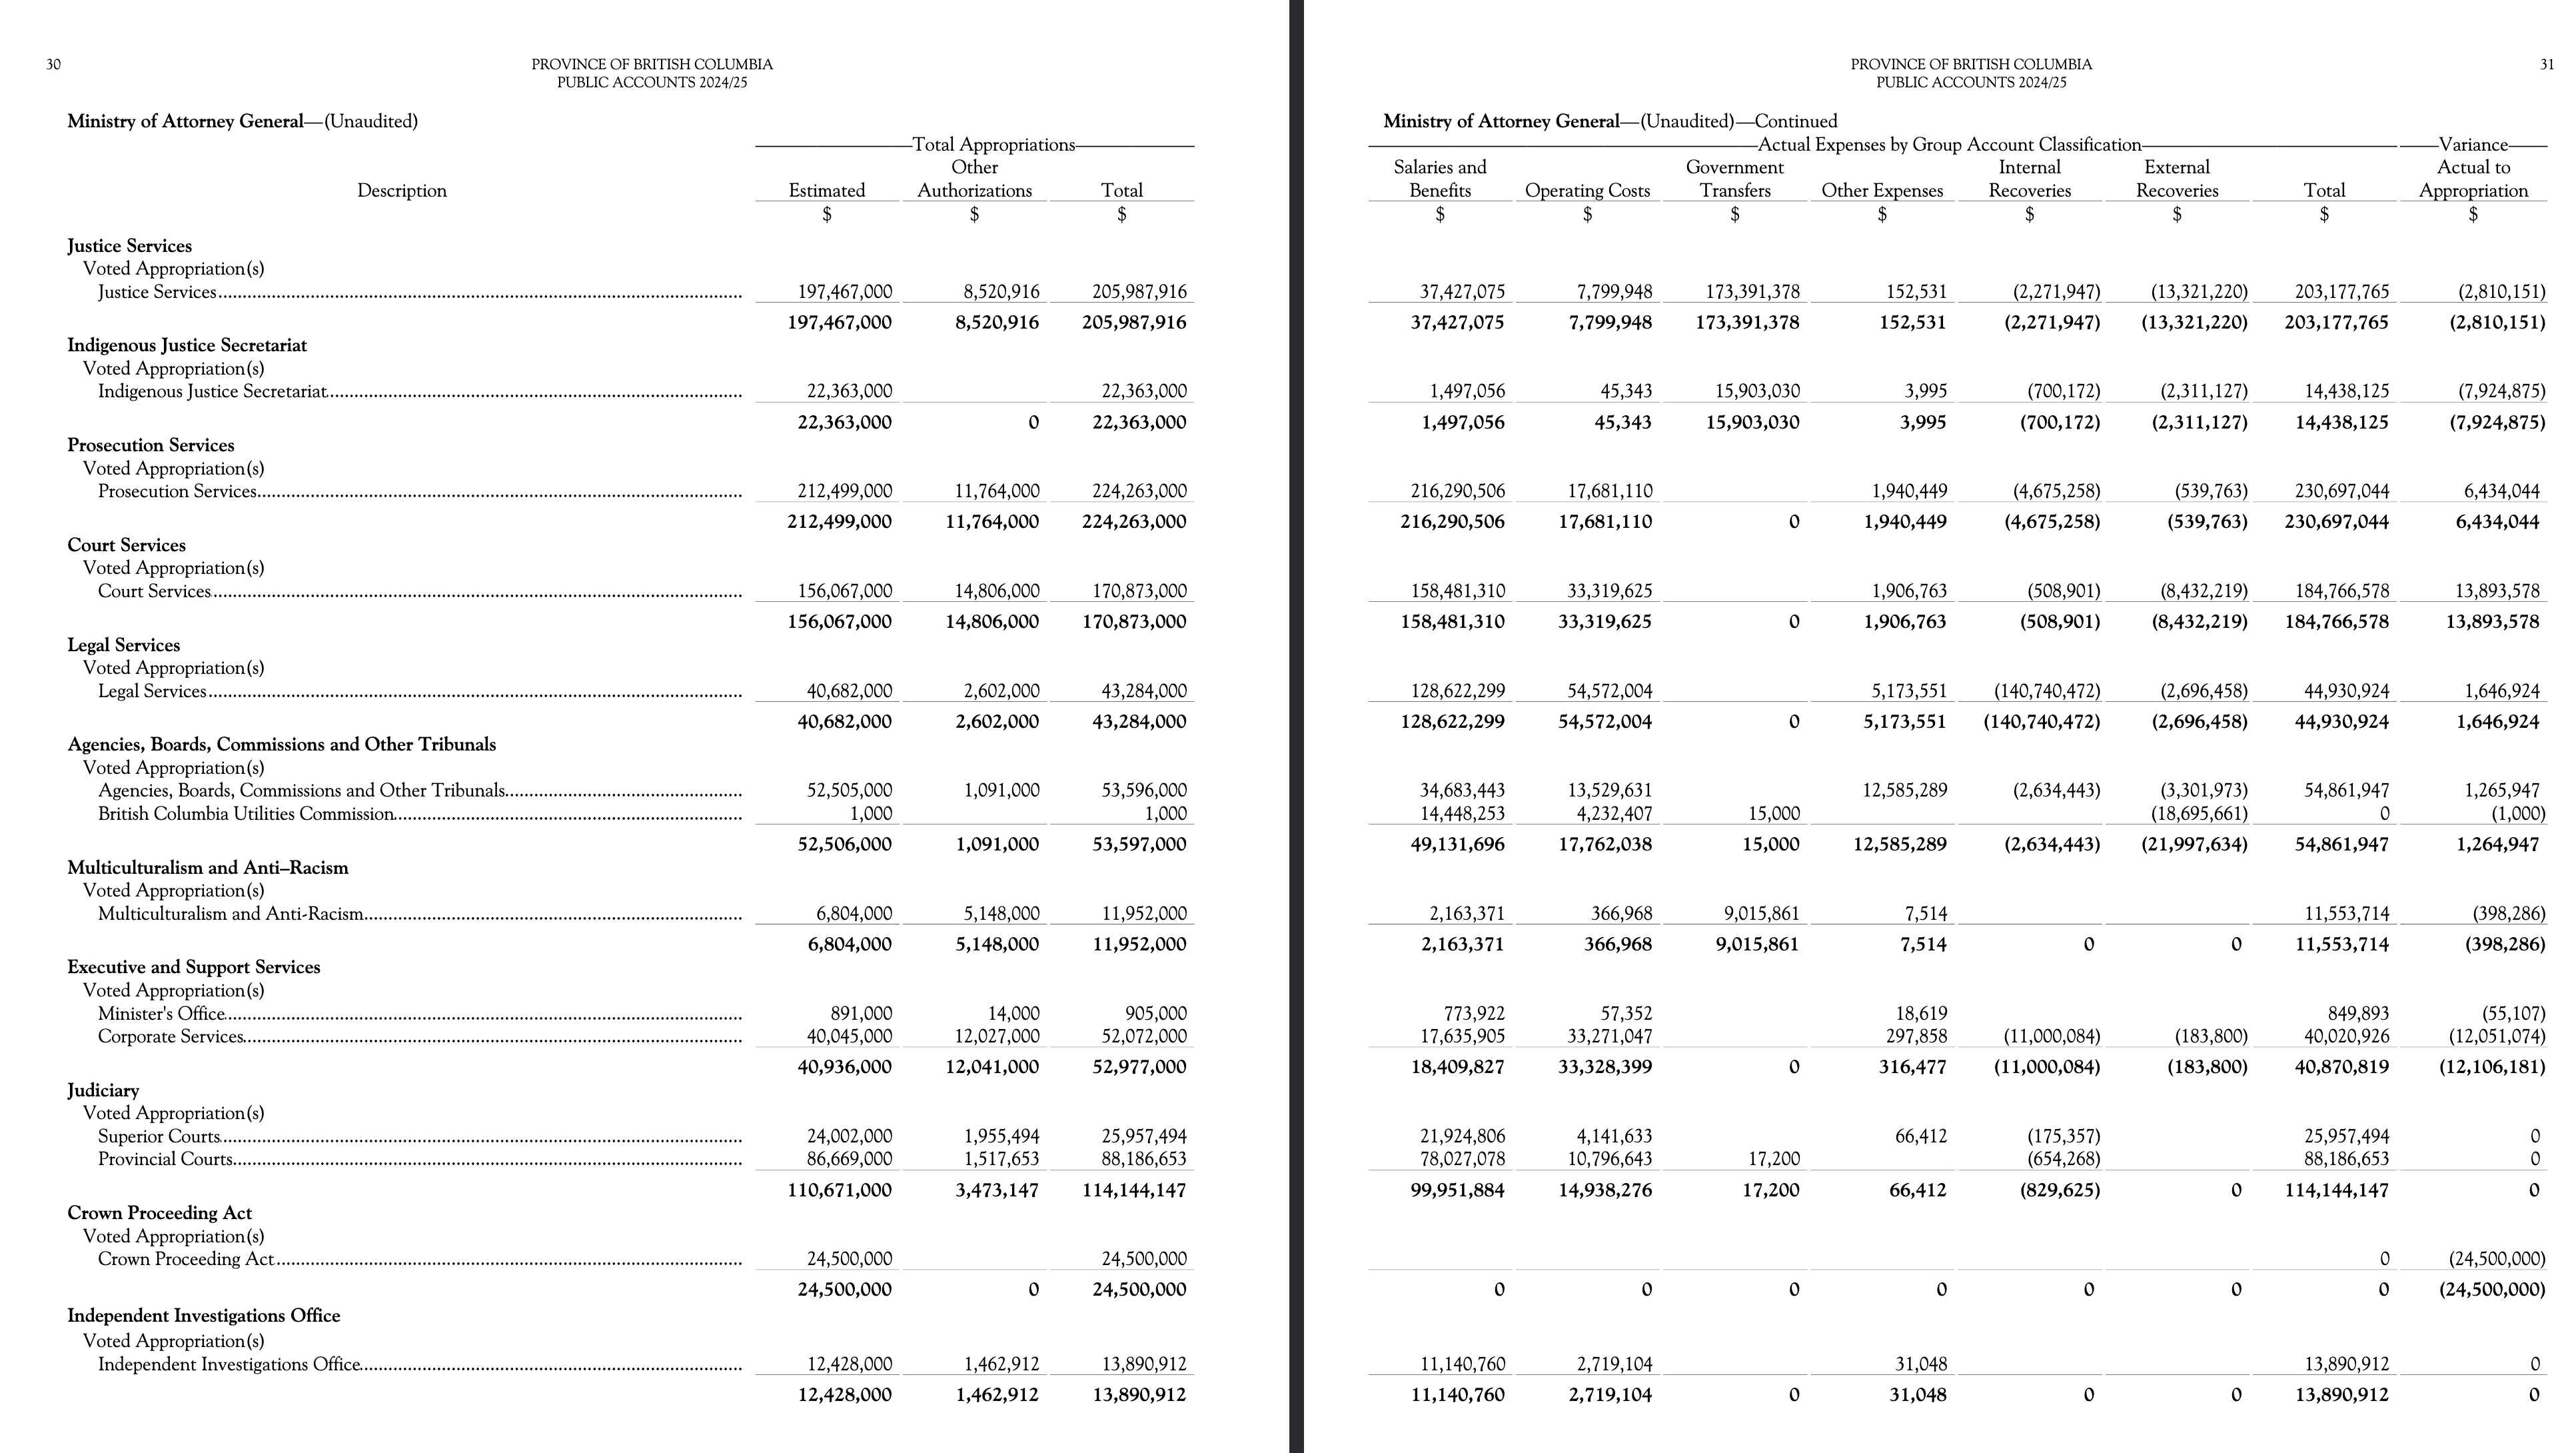 30
PROVINCE OF BRITISH COLUMBIA
PUBLIC ACCOUNTS 2024/25
Ministry of Attorney General—(Unaudited)
Total Appropriations
Other
Description Estimated Authorizations Total
$ $ $
Justice Services
Voted Appropriation(s)
Justice Services 197,467,000 8,520,916 205,987,916
197,467,000 8,520,916 205,987,916
Indigenous Justice Secretariat
Voted Appropriation(s)
Indigenous Justice Secretariat 22,363,000 22,363,000
22,363,000 0 22,363,000
Prosecution Services
Voted Appropriation(s)
Prosecution Services 212,499,000 11,764,000 224,263,000
212,499,000 11,764,000 224,263,000
Court Services
Voted Appropriation(s)
Court Services 156,067,000 14,806,000 170,873,000
156,067,000 14,806,000 170,873,000
Legal Services
Voted Appropriation(s)
Legal Services 40,682,000 2,602,000 43,284,000
40,682,000 2,602,000 43,284,000
Agencies, Boards, Commissions and Other Tribunals
Voted Appropriation(s)
Agencies, Boards, Commissions and Other Tribunals 52,505,000 1,091,000 53,596,000
British Columbia Utilities Commission 1,000 1,000
52,506,000 1,091,000 53,597,000
Multiculturalism and Anti–Racism
Voted Appropriation(s)
Multiculturalism and Anti-Racism 6,804,000 5,148,000 11,952,000
6,804,000 5,148,000 11,952,000
Executive and Support Services
Voted Appropriation(s)
Minister's Office 891,000 14,000 905,000
Corporate Services 40,045,000 12,027,000 52,072,000
40,936,000 12,041,000 52,977,000
Judiciary
Voted Appropriation(s)
Superior Courts 24,002,000 1,955,494 25,957,494
Provincial Courts 86,669,000 1,517,653 88,186,653
110,671,000 3,473,147 114,144,147
Crown Proceeding Act
Voted Appropriation(s)
Crown Proceeding Act 24,500,000 24,500,000
24,500,000 0 24,500,000
Independent Investigations Office
Voted Appropriation(s)
Independent Investigations Office 12,428,000 1,462,912 13,890,912
12,428,000 1,462,912 13,890,912
PROVINCE OF BRITISH COLUMBIA
31
PUBLIC ACCOUNTS 2024/25
Ministry of Attorney General—(Unaudited)—Continued
Actual Expenses by Group Account Classification Variance
Salaries and Government Internal External Actual to
Benefits Operating Costs Transfers Other Expenses Recoveries Recoveries Total Appropriation
$ $ $ $ $ $ $ $
37,427,075 7,799,948 173,391,378 152,531 (2,271,947) (13,321,220) 203,177,765 (2,810,151)
37,427,075 7,799,948 173,391,378 152,531 (2,271,947) (13,321,220) 203,177,765 (2,810,151)
1,497,056 45,343 15,903,030 3,995 (700,172) (2,311,127) 14,438,125 (7,924,875)
1,497,056 45,343 15,903,030 3,995 (700,172) (2,311,127) 14,438,125 (7,924,875)
216,290,506 17,681,110 1,940,449 (4,675,258) (539,763) 230,697,044 6,434,044
216,290,506 17,681,110 0 1,940,449 (4,675,258) (539,763) 230,697,044 6,434,044
158,481,310 33,319,625 1,906,763 (508,901) (8,432,219) 184,766,578 13,893,578
158,481,310 33,319,625 0 1,906,763 (508,901) (8,432,219) 184,766,578 13,893,578
128,622,299 54,572,004 5,173,551 (140,740,472) (2,696,458) 44,930,924 1,646,924
128,622,299 54,572,004 0 5,173,551 (140,740,472) (2,696,458) 44,930,924 1,646,924
34,683,443 13,529,631 12,585,289 (2,634,443) (3,301,973) 54,861,947 1,265,947
14,448,253 4,232,407 15,000 (18,695,661) 0 (1,000)
49,131,696 17,762,038 15,000 12,585,289 (2,634,443) (21,997,634) 54,861,947 1,264,947
2,163,371 366,968 9,015,861 7,514 11,553,714 (398,286)
2,163,371 366,968 9,015,861 7,514 0 0 11,553,714 (398,286)
773,922 57,352 18,619 849,893 (55,107)
17,635,905 33,271,047 297,858 (11,000,084) (183,800) 40,020,926 (12,051,074)
18,409,827 33,328,399 0 316,477 (11,000,084) (183,800) 40,870,819 (12,106,181)
21,924,806 4,141,633 66,412 (175,357) 25,957,494 0
78,027,078 10,796,643 17,200 (654,268) 88,186,653 0
99,951,884 14,938,276 17,200 66,412 (829,625) 0 114,144,147 0
0 (24,500,000)
0 0 0 0 0 0 0 (24,500,000)
11,140,760 2,719,104 31,048 13,890,912 0
11,140,760 2,719,104 0 31,048 0 0 13,890,912 0